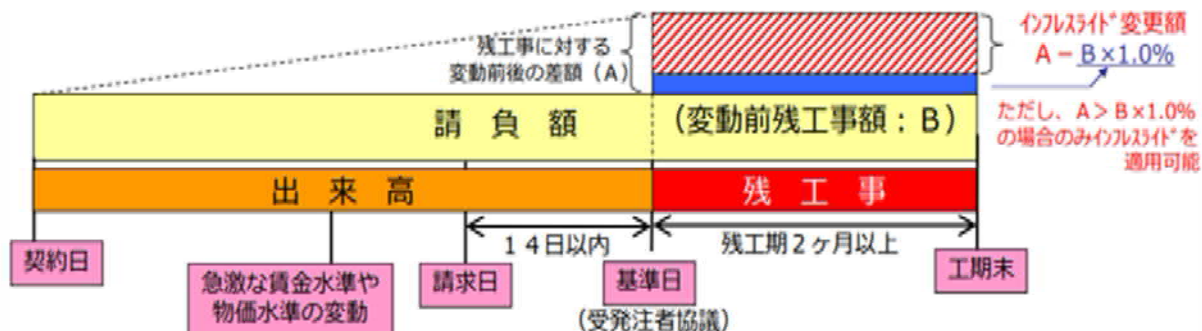 残工事に対する
変動前後の差額（A）
インフレスライド変更額
A－B×1.0%
請 負 額
（変動前残工事額：B）
ただし、A＞B×1.0%
の場合のみインフレスライドを
適用可能
出 来 高
残 工 事
１４日以内
残工期２ヶ月以上
契約日
急激な賃金水準や
物価水準の変動
請求日
基準日
（受発注者協議）
工期末